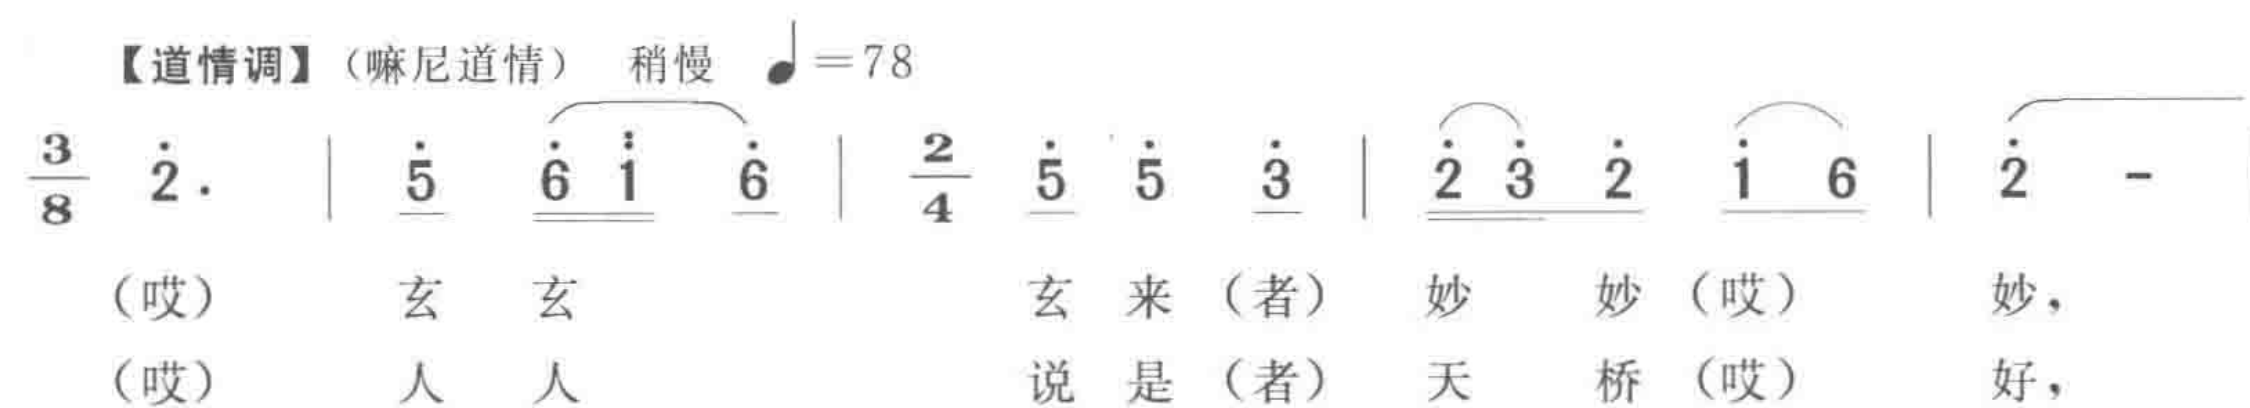 【道情调】（嘛尼道情） 稍慢 ♩=78
3/8 2̇· | 5̇ 6̇ 1̈ 6̇ | 2/4 5̇ 5̇ 3̇ | 2̇ 3̇ 2̇ 1̇ 6 | 2̇ -
（哎） 玄 玄 玄 来 （者） 妙 妙 （哎） 妙，
（哎） 人 人 说 是 （者） 天 桥 （哎） 好，